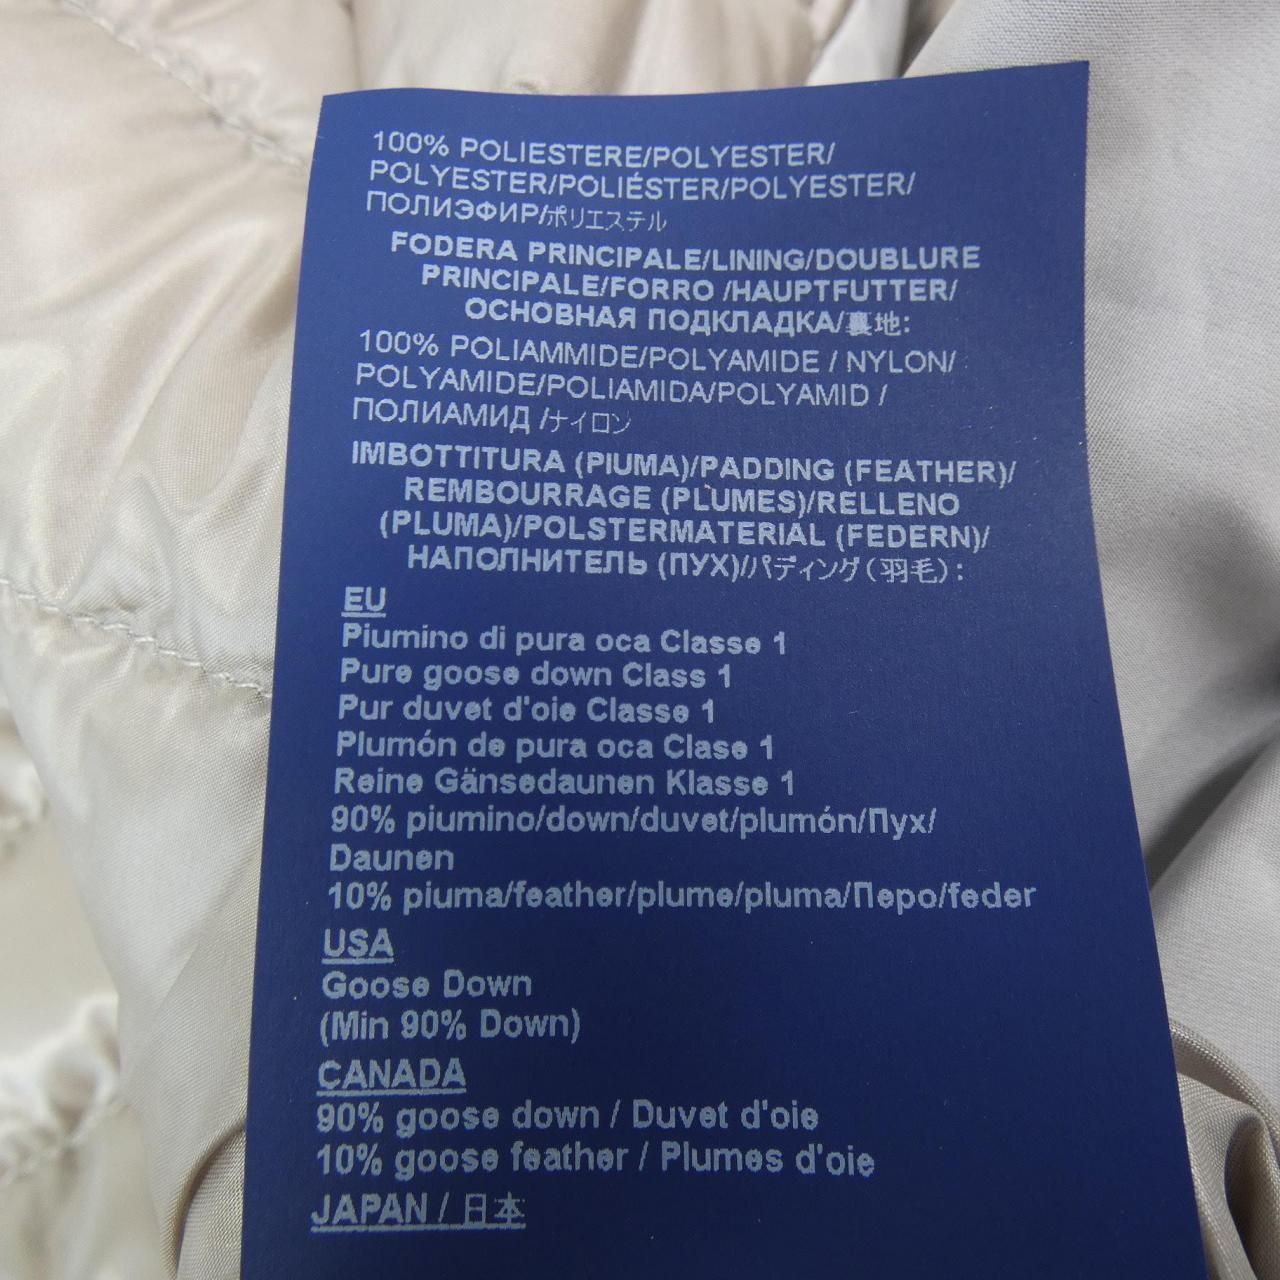 100% POLIESTERE/POLYESTER/
POLYESTER/POLIÉSTER/POLYESTER/
ПОЛИЭФИР/ポリエステル
FODERA PRINCIPALE/LINING/DOUBLURE
PRINCIPALE/FORRO /HAUPTFUTTER/
ОСНОВНАЯ ПОДКЛАДКА/裏地:
100% POLIAMMIDE/POLYAMIDE / NYLON/
POLYAMIDE/POLIAMIDA/POLYAMID /
ПОЛИАМИД /ナイロン
IMBOTTITURA (PIUMA)/PADDING (FEATHER)/
REMBOURRAGE (PLUMES)/RELLENO
(PLUMA)/POLSTERMATERIAL (FEDERN)/
НАПОЛНИТЕЛЬ (ПУХ)//パディング(羽毛):
EU
Piumino di pura oca Classe 1
Pure goose down Class 1
Pur duvet d'oie Classe 1
Plumón de pura oca Clase 1
Reine Gänsedaunen Klasse 1
90% piumino/down/duvet/plumón/Пух/
Daunen
10% piuma/feather/plume/pluma/Перо/feder
USA
Goose Down
(Min 90% Down)
CANADA
90% goose down / Duvet d'oie
10% goose feather / Plumes d'oie
JAPAN / 日本